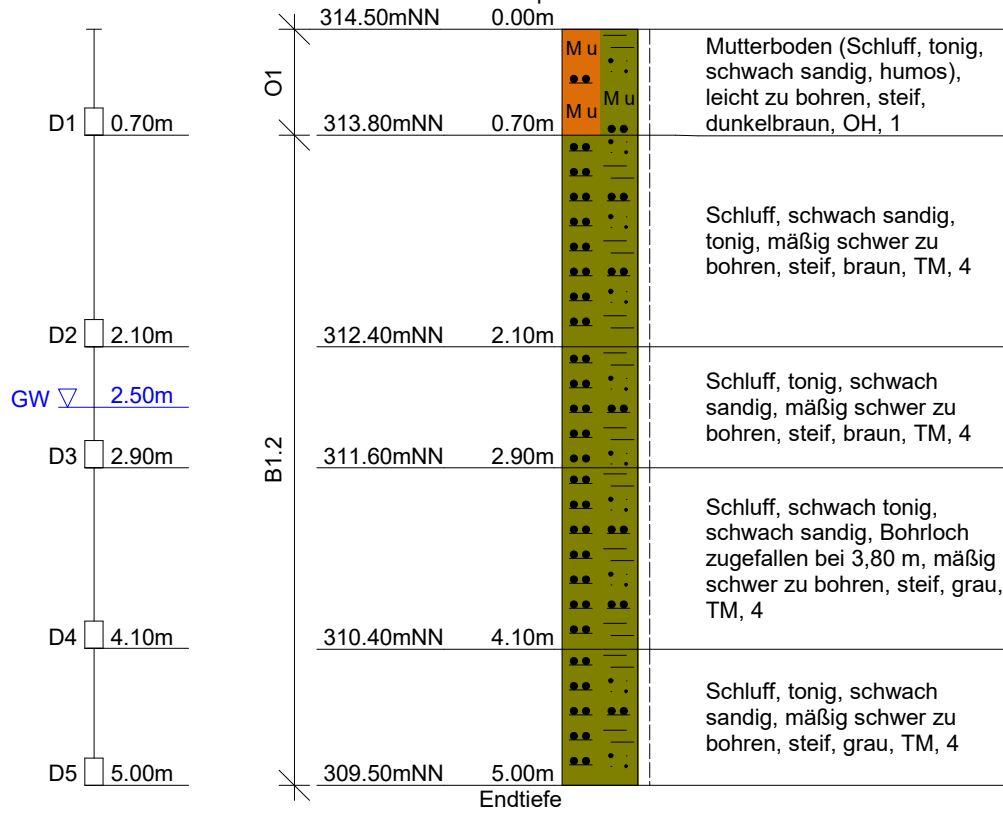 314.50mNN 0.00m
O1
M u
M u
M u
Mutterboden (Schluff, tonig,
schwach sandig, humos),
leicht zu bohren, steif,
dunkelbraun, OH, 1
D1 0.70m
313.80mNN 0.70m
B1.2
Schluff, schwach sandig,
tonig, mäßig schwer zu
bohren, steif, braun, TM, 4
D2 2.10m
312.40mNN 2.10m
GW 2.50m
Schluff, tonig, schwach
sandig, mäßig schwer zu
bohren, steif, braun, TM, 4
D3 2.90m
311.60mNN 2.90m
Schluff, schwach tonig,
schwach sandig, Bohrloch
zugefallen bei 3,80 m, mäßig
schwer zu bohren, steif, grau,
TM, 4
D4 4.10m
310.40mNN 4.10m
Schluff, tonig, schwach
sandig, mäßig schwer zu
bohren, steif, grau, TM, 4
D5 5.00m
309.50mNN 5.00m
Endtiefe